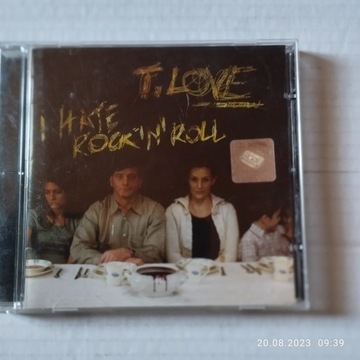 T. LOVE
I HATE
ROCK'N'ROLL
20.08.2023 09:39